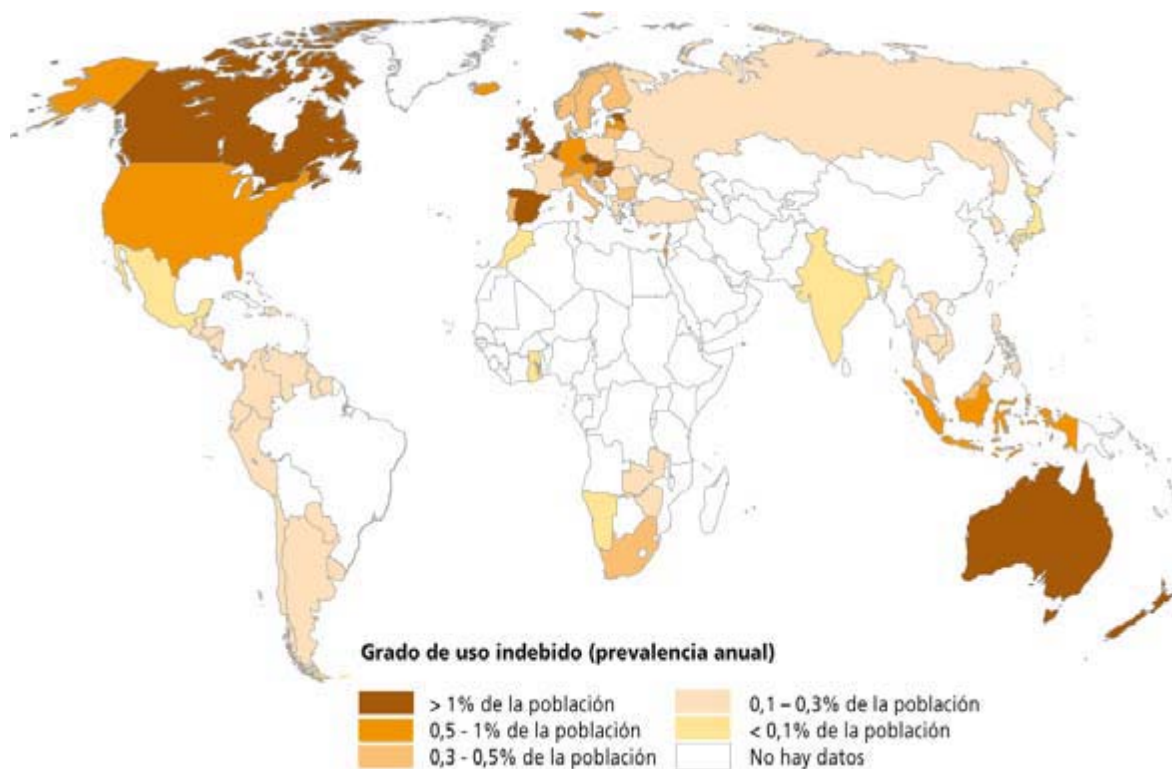 Grado de uso indebido (prevalencia anual)
> 1% de la población
0,5 - 1% de la población
0,3 - 0,5% de la población
0,1 – 0,3% de la población
< 0,1% de la población
No hay datos